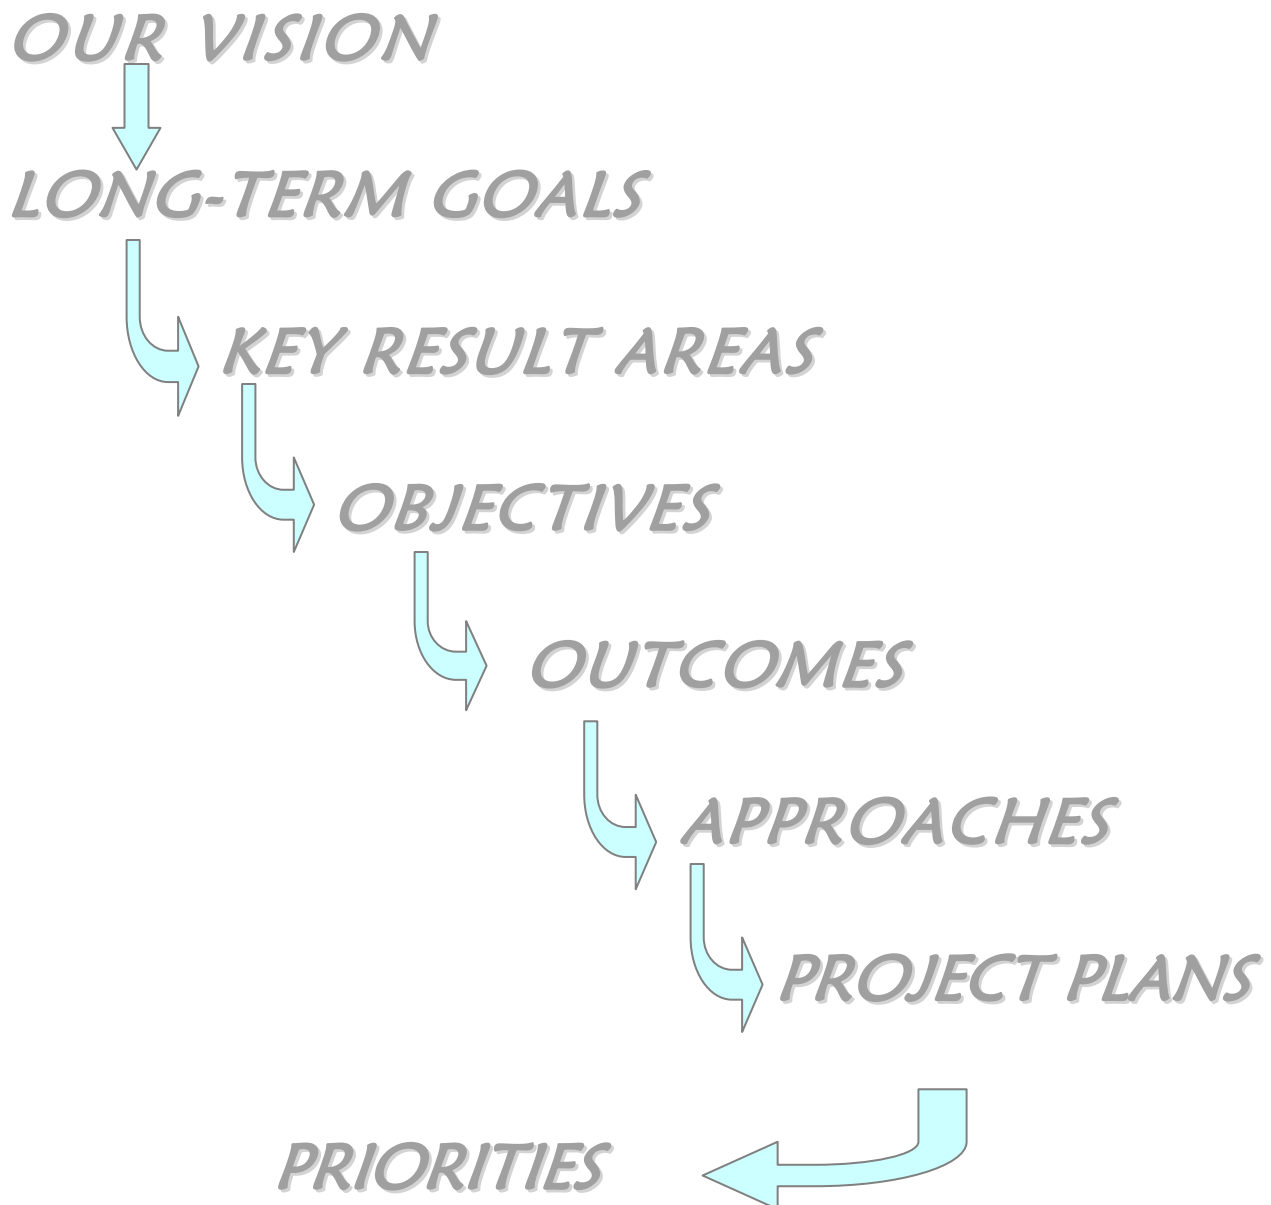 OUR VISION
LONG-TERM GOALS
KEY RESULT AREAS
OBJECTIVES
OUTCOMES
APPROACHES
PROJECT PLANS
PRIORITIES